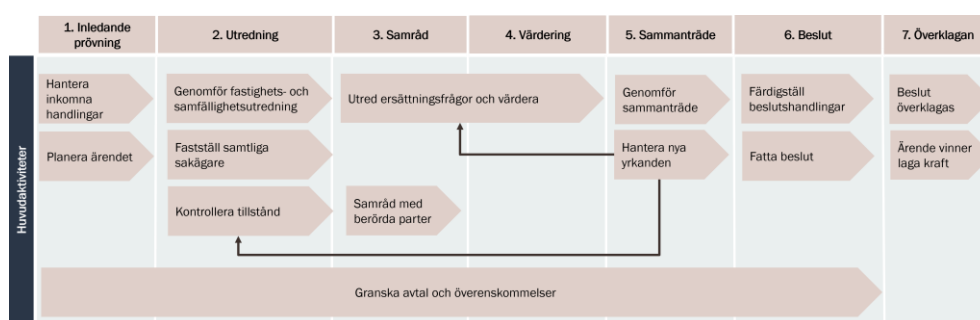 1. Inledande
prövning
2. Utredning
3. Samråd
4. Värdering
5. Sammanträde
6. Beslut
7. Överklagan
Huvudaktiviteter
Hantera
inkomna
handlingar
Genomför fastighets- och
samfällighetsutredning
Utred ersättningsfrågor och värdera
Genomför
sammanträde
Färdigställ
beslutshandlingar
Beslut
överklagas
Planera ärendet
Fastställ samtliga
sakägare
Hantera nya
yrkanden
Fatta beslut
Ärende vinner
laga kraft
Kontrollera tillstånd
Samråd med
berörda parter
Granska avtal och överenskommelser